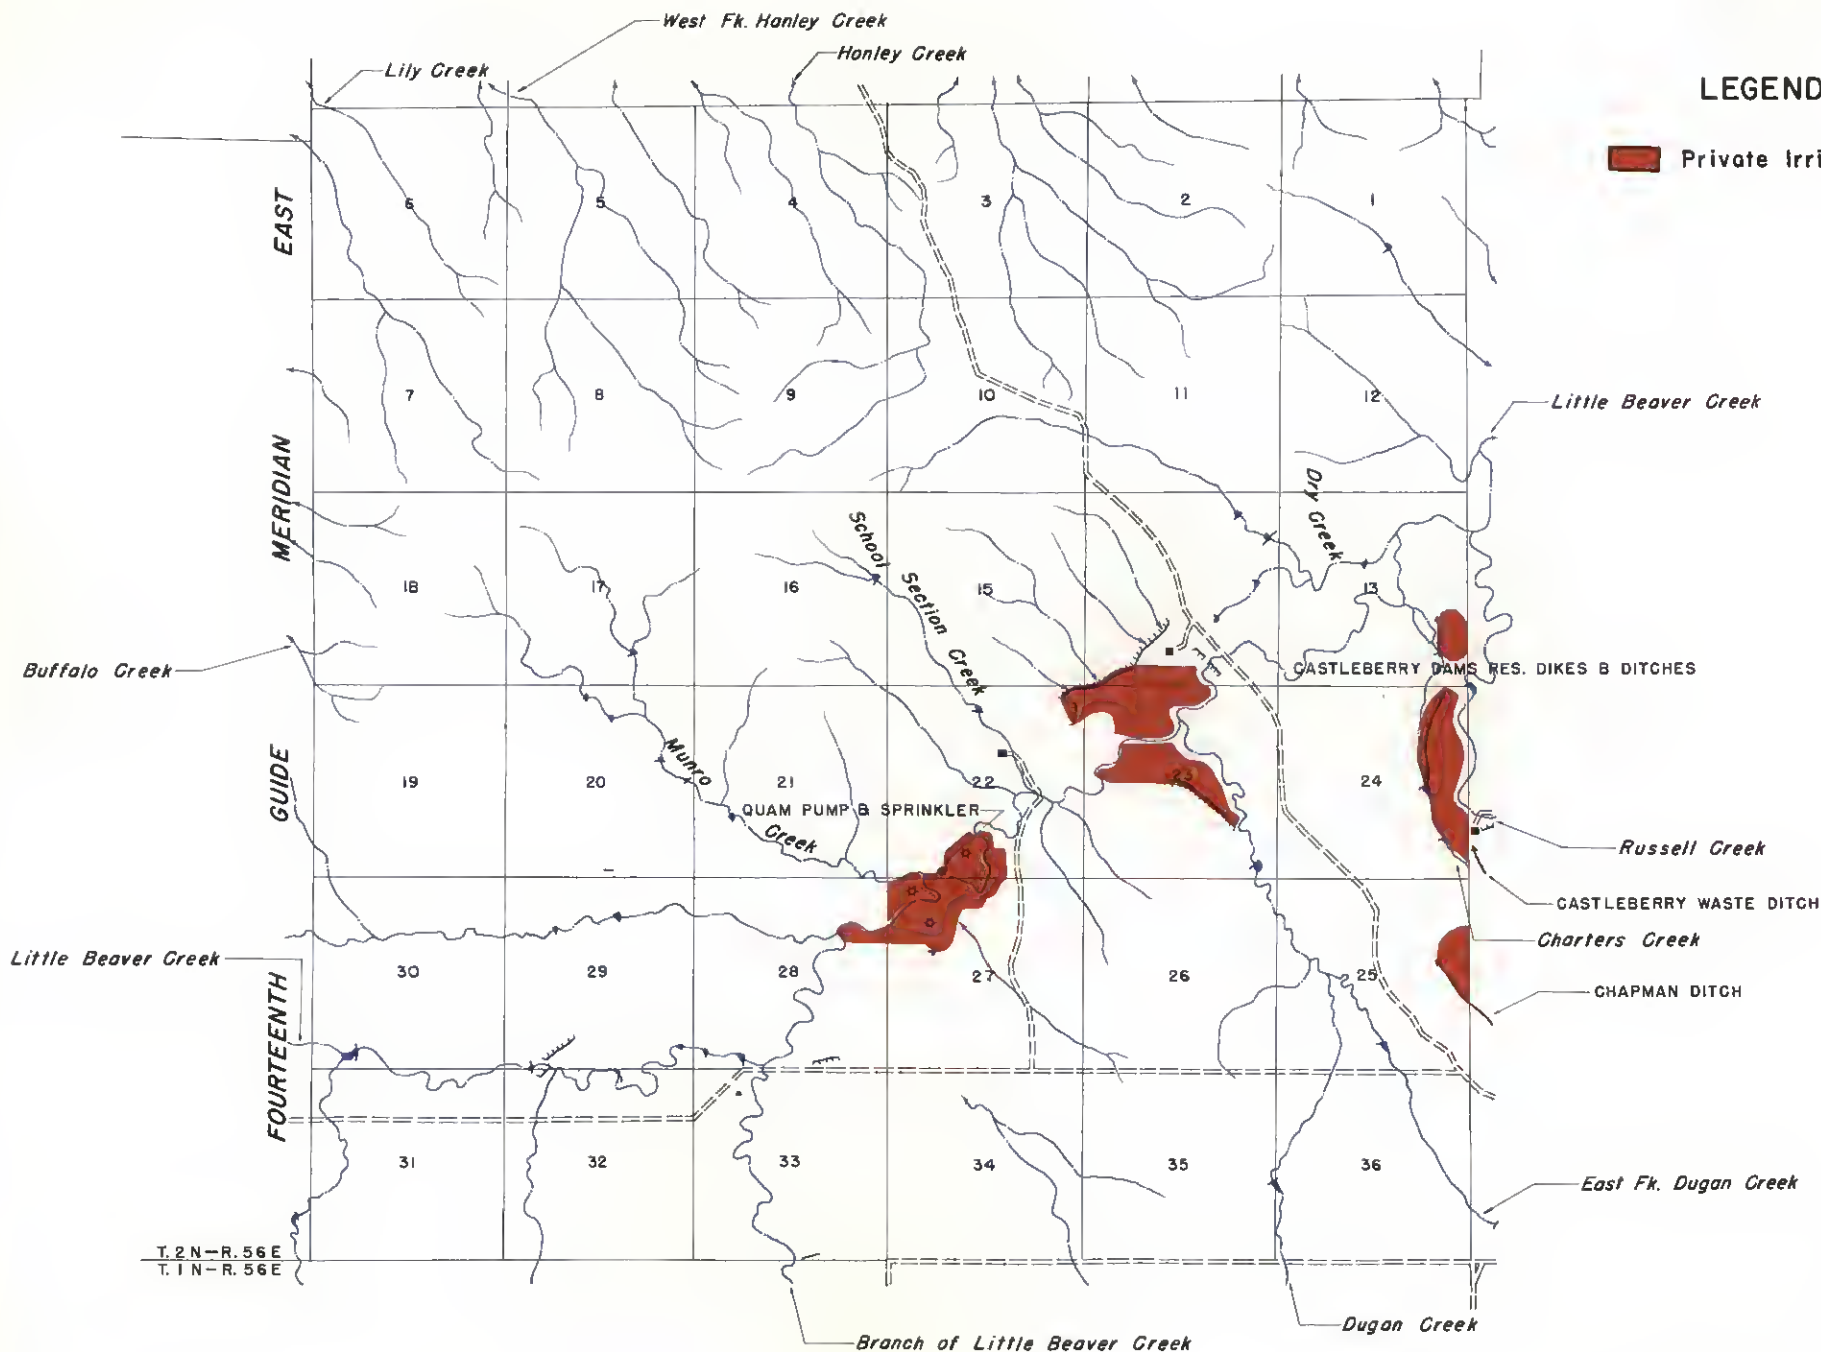 West Fk. Hanley Creek
Hanley Creek
Lily Creek
LEGEND
Private Irri
EAST
MERIDIAN
GUIDE
FOURTEENTH
6
5
4
3
2
1
7
8
9
10
11
12
Little Beaver Creek
Dry Creek
School Section Creek
18
17
16
15
13
Buffalo Creek
CASTLEBERRY DAMS RES. DIKES & DITCHES
Munro Creek
19
20
21
22
23
24
QUAM PUMP & SPRINKLER
Russell Creek
CASTLEBERRY WASTE DITCH
Charters Creek
Little Beaver Creek
30
29
28
27
26
25
CHAPMAN DITCH
31
32
33
34
35
36
East Fk. Dugan Creek
T. 2 N-R. 56 E
T. 1 N-R. 56 E
Dugan Creek
Branch of Little Beaver Creek